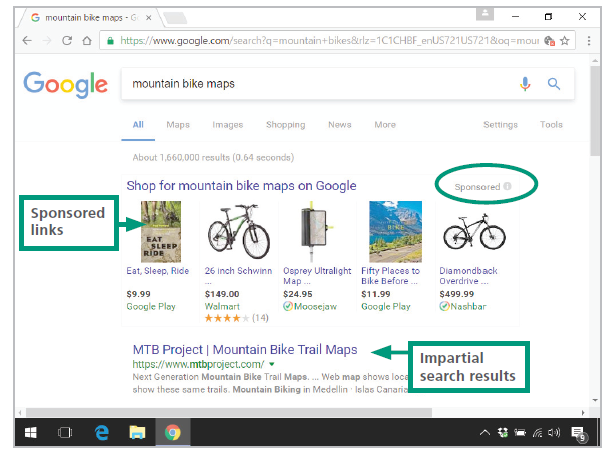 mountain bike maps - G
https://www.google.com/search?q=mountain+bikes&rlz=1C1CHBF_enUS721US721&oq=mour
Google
mountain bike maps
All Maps Images Shopping News More Settings Tools
About 1,660,000 results (0.64 seconds)
Shop for mountain bike maps on Google
Sponsored
Sponsored
links
EAT
SLEEP
RIDE
Eat, Sleep, Ride
$9.99
Google Play
26 inch Schwinn
...
$149.00
Walmart
(14)
Osprey Ultralight
Map ...
$24.95
Moosejaw
Fifty Places to
Bike Before ...
$11.99
Google Play
Diamondback
Overdrive ...
$499.99
Nashbar
MTB Project | Mountain Bike Trail Maps
https://www.mtbproject.com/
Next Generation Mountain Bike Trail Maps. ... Web map shows loca
show these same trails. Mountain Biking in Medellin · Islas Canaria
Impartial
search results
9